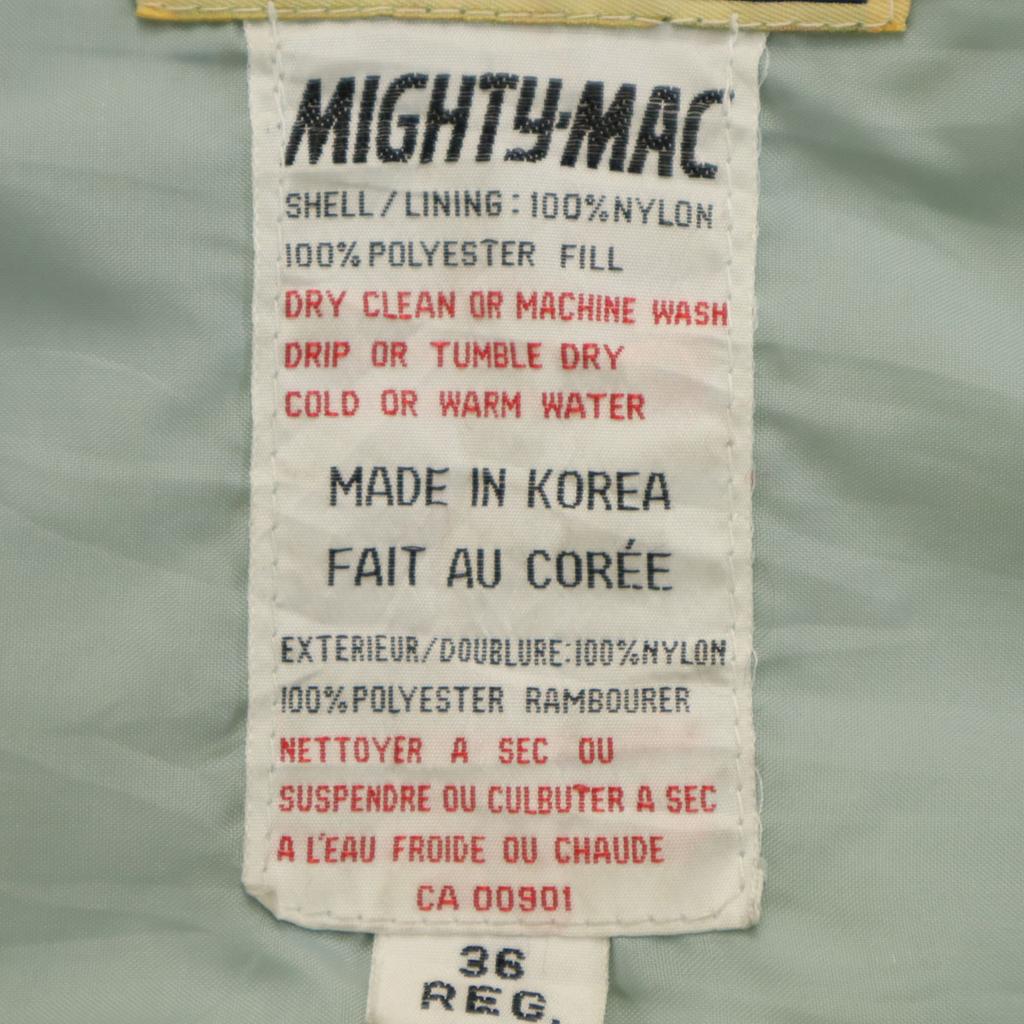 MIGHTY-MAC
SHELL/LINING: 100% NYLON
100% POLYESTER FILL
DRY CLEAN OR MACHINE WASH
DRIP OR TUMBLE DRY
COLD OR WARM WATER
MADE IN KOREA
FAIT AU CORÉE
EXTERIEUR/DOUBLURE: 100% NYLON
100% POLYESTER RAMBOURER
NETTOYER A SEC OU
SUSPENDRE OU CULBUTER A SEC
A L'EAU FROIDE OU CHAUDE
CA 00901
36
REG.